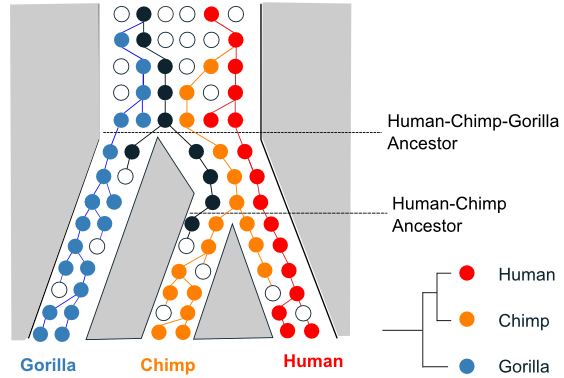 Human-Chimp-Gorilla
Ancestor
Human-Chimp
Ancestor
Human
Chimp
Gorilla
Gorilla
Chimp
Human